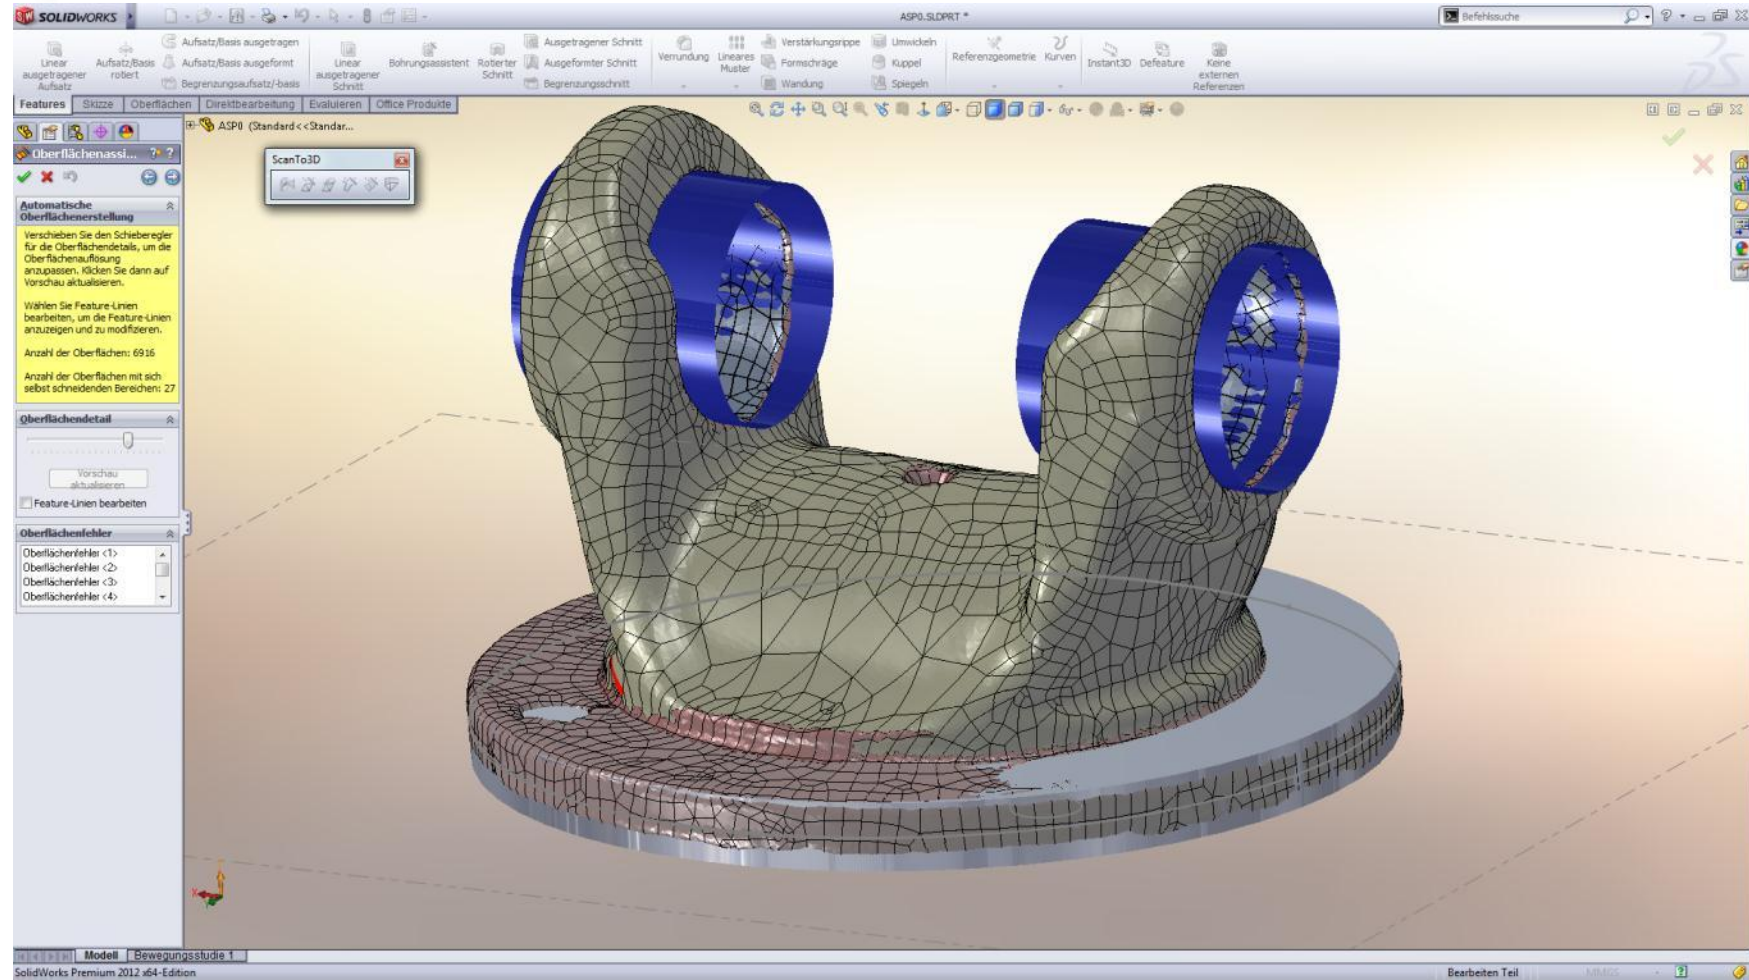 SOLIDWORKS
ASP0.SLDPRT *
Befehlssuche
Linear
ausgetragener
Aufsatz
Aufsatz/Basis
rotiert
Aufsatz/Basis ausgetragen
Aufsatz/Basis ausgeformt
Begrenzungsaufsatz/-basis
Linear
ausgetragener
Schnitt
Bohrungsassistent
Rotierter
Schnitt
Ausgetragener Schnitt
Ausgeformter Schnitt
Begrenzungsschnitt
Verrundung
Lineares
Muster
Verstärkungsrippe
Formschräge
Wandung
Umwickeln
Kuppel
Spiegeln
Referenzgeometrie
Kurven
Instant3D
Defeature
Keine
externen
Referenzen
Features
Skizze
Oberflächen
Direktbearbeitung
Evaluieren
Office Produkte
ASP0 (Standard<<Standar...
ScanTo3D
Oberflächenassi...
Automatische
Oberflächenerstellung
Verschieben Sie den Schieberegler
für die Oberflächendetails, um die
Oberflächenauflösung
anzupassen. Klicken Sie dann auf
Vorschau aktualisieren.
Wählen Sie Feature-Linien
bearbeiten, um die Feature-Linien
anzuzeigen und zu modifizieren.
Anzahl der Oberflächen: 6916
Anzahl der Oberflächen mit sich
selbst schneidenden Bereichen: 27
Oberflächendetail
Vorschau
aktualisieren
Feature-Linien bearbeiten
Oberflächenfehler
Oberflächenfehler <1>
Oberflächenfehler <2>
Oberflächenfehler <3>
Oberflächenfehler <4>
X
Modell
Bewegungsstudie 1
SolidWorks Premium 2012 x64-Edition
Bearbeiten Teil
MMGS